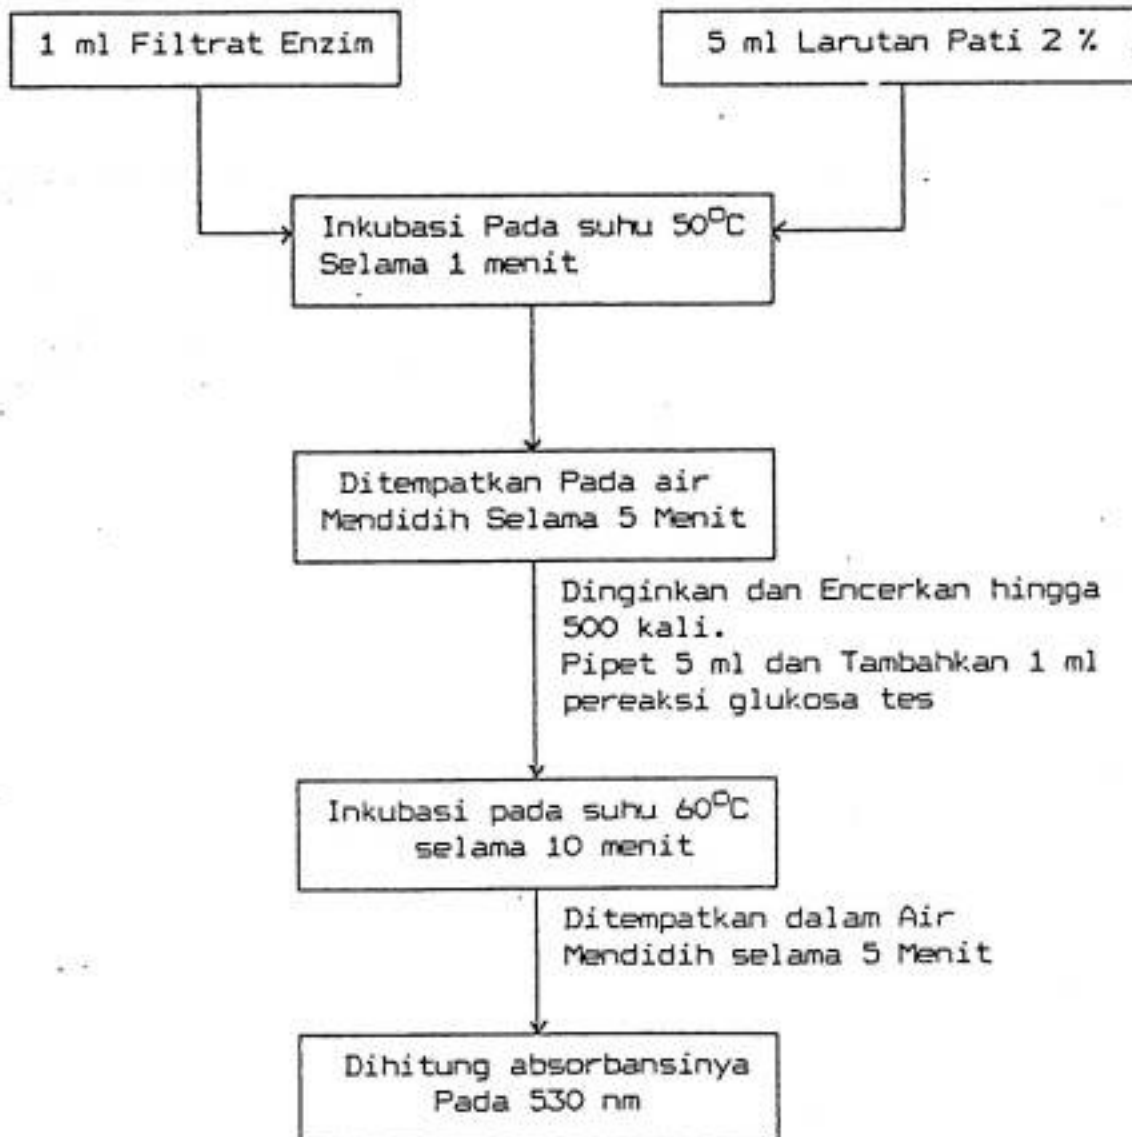 1 ml Filtrat Enzim
5 ml Larutan Pati 2 %
Inkubasi Pada suhu 50°C
Selama 1 menit
Ditempatkan Pada air
Mendidih Selama 5 Menit
Dinginkan dan Encerkan hingga
500 kali.
Pipet 5 ml dan Tambahkan 1 ml
pereaksi glukosa tes
Inkubasi pada suhu 60°C
selama 10 menit
Ditempatkan dalam Air
Mendidih selama 5 Menit
Dihitung absorbansinya
Pada 530 nm